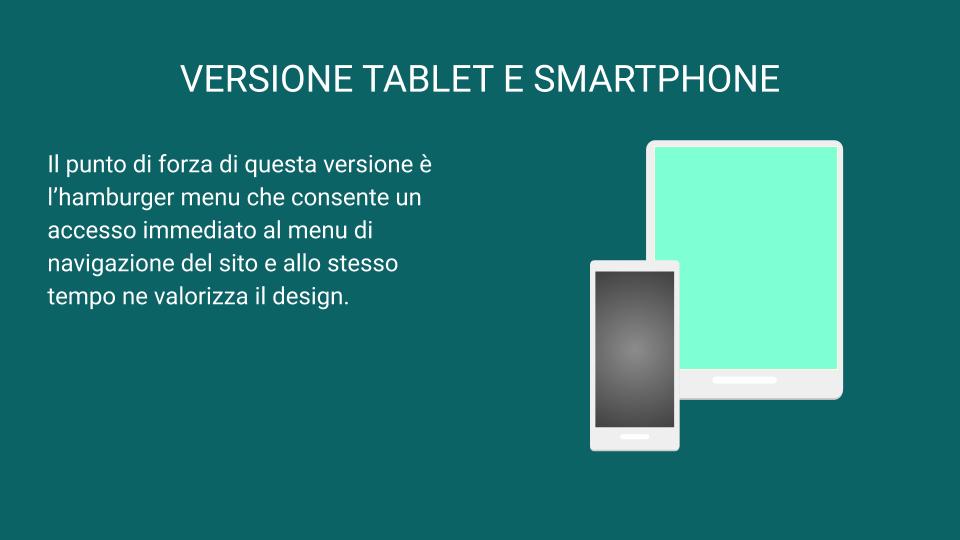 VERSIONE TABLET E SMARTPHONE
Il punto di forza di questa versione è
l’hamburger menu che consente un
accesso immediato al menu di
navigazione del sito e allo stesso
tempo ne valorizza il design.